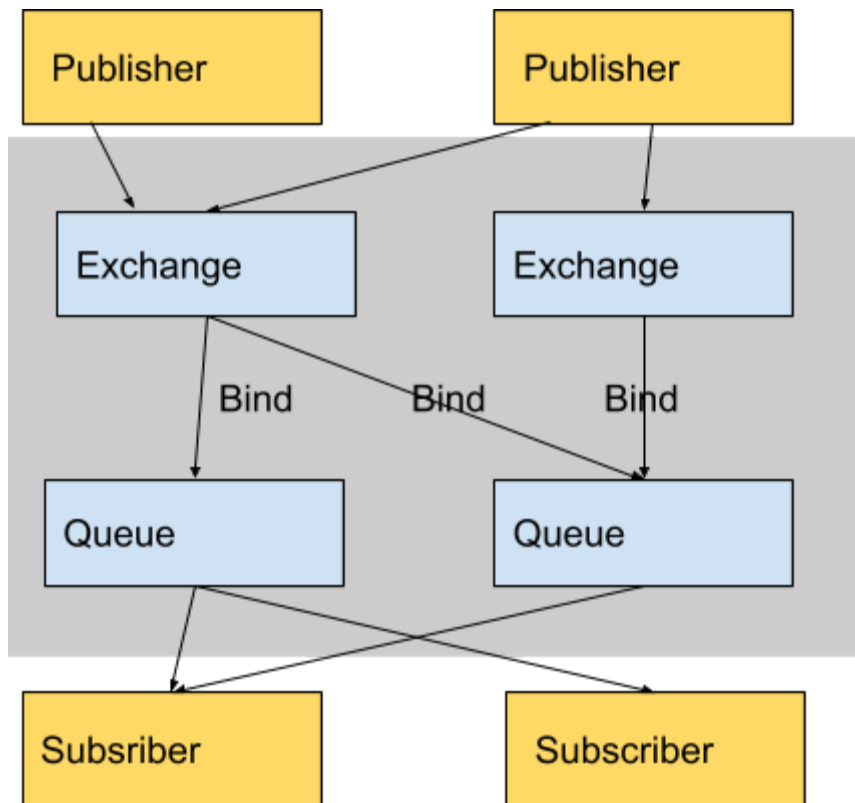 Publisher
Publisher
Exchange
Exchange
Bind
Bind
Bind
Queue
Queue
Subsriber
Subscriber